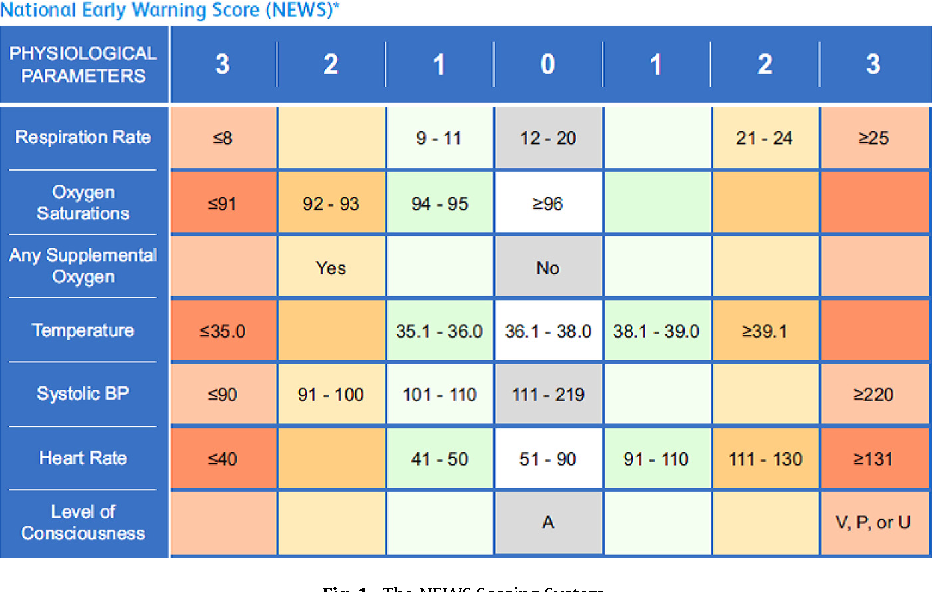 National Early Warning Score (NEWS)*
PHYSIOLOGICAL
PARAMETERS
3 2 1 0 1 2 3
Respiration Rate ≤8 9 - 11 12 - 20 21 - 24 ≥25
Oxygen
Saturations
≤91 92 - 93 94 - 95 ≥96
Any Supplemental
Oxygen
Yes No
Temperature ≤35.0 35.1 - 36.0 36.1 - 38.0 38.1 - 39.0 ≥39.1
Systolic BP ≤90 91 - 100 101 - 110 111 - 219 ≥220
Heart Rate ≤40 41 - 50 51 - 90 91 - 110 111 - 130 ≥131
Level of
Consciousness
A V, P, or U
Fig. 1. The NEWS Scoring System